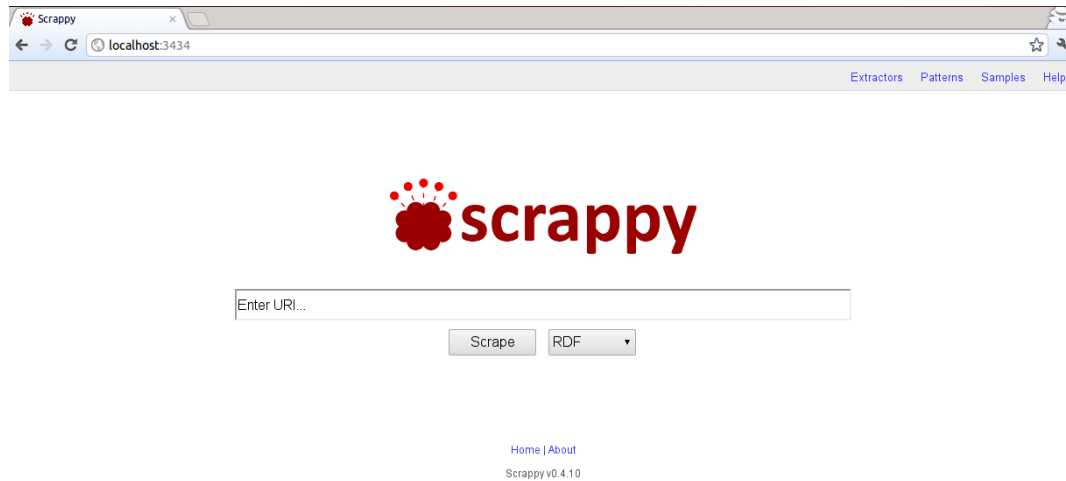 Scrappy
localhost:3434
Extractors Patterns Samples Help
scrappy
Enter URI...
Scrape RDF
Home | About
Scrappy v0.4.10